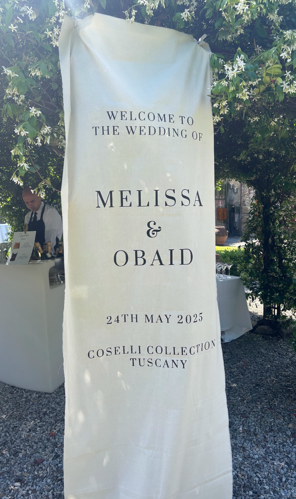 WELCOME TO
THE WEDDING OF
MELISSA
&
OBAID
24TH MAY 2025
COSELLI COLLECTION
TUSCANY